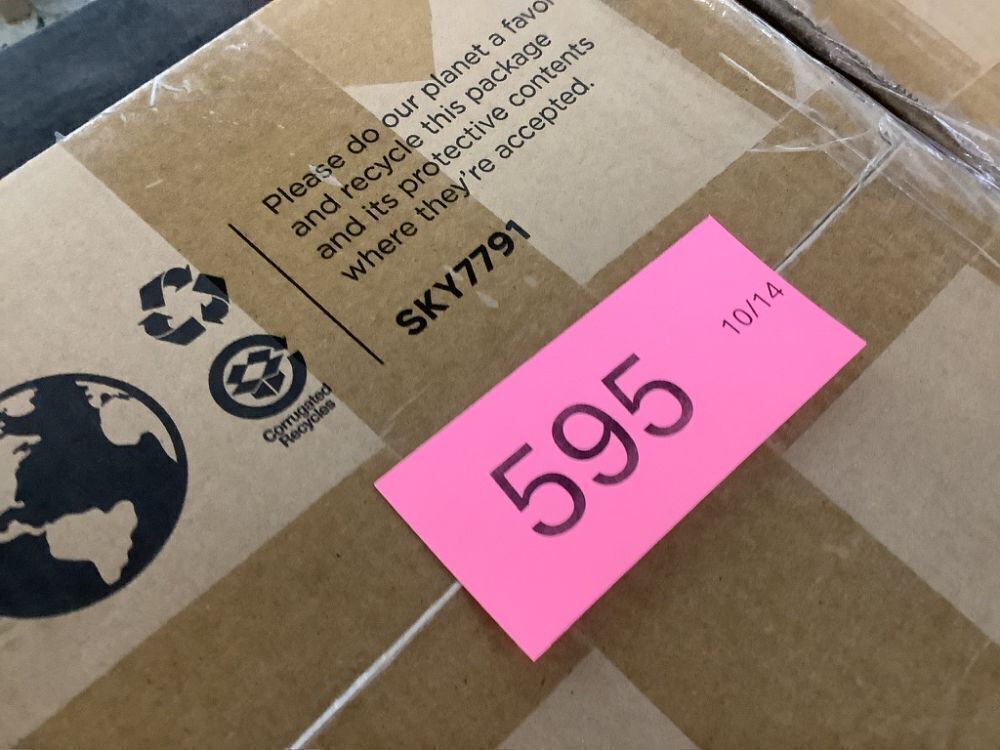 Please do our planet a favor
and recycle this package
and its protective contents
where they're accepted.
SKY7791
Corrugated
Recycles
10/14
595